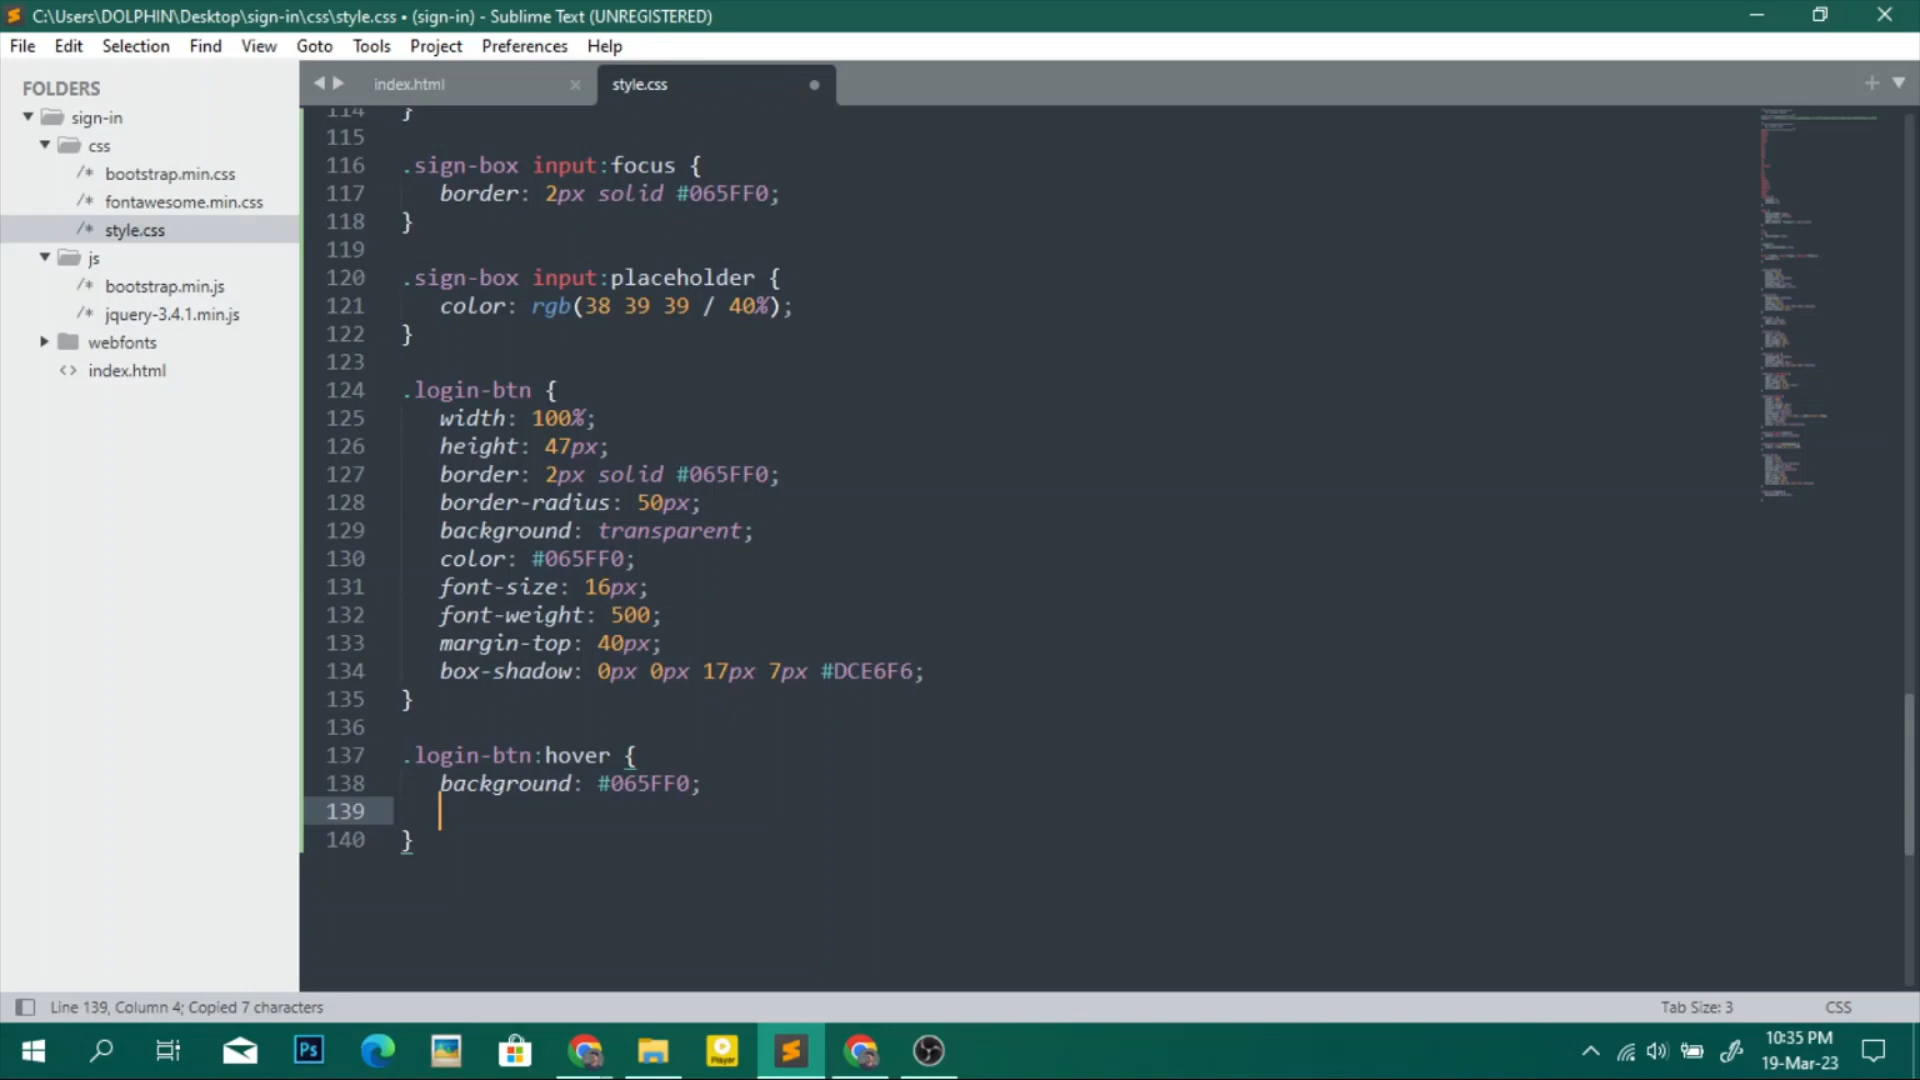 C:\Users\DOLPHIN\Desktop\sign-in\css\style.css • (sign-in) - Sublime Text (UNREGISTERED)
File Edit Selection Find View Goto Tools Project Preferences Help
FOLDERS
sign-in
css
/* bootstrap.min.css
/* fontawesome.min.css
/* style.css
js
/* bootstrap.min.js
/* jquery-3.4.1.min.js
webfonts
<> index.html
index.html × style.css
114 }
115
116 .sign-box input:focus {
117 border: 2px solid #065FF0;
118 }
119
120 .sign-box input:placeholder {
121 color: rgb(38 39 39 / 40%);
122 }
123
124 .login-btn {
125 width: 100%;
126 height: 47px;
127 border: 2px solid #065FF0;
128 border-radius: 50px;
129 background: transparent;
130 color: #065FF0;
131 font-size: 16px;
132 font-weight: 500;
133 margin-top: 40px;
134 box-shadow: 0px 0px 17px 7px #DCE6F6;
135 }
136
137 .login-btn:hover {
138 background: #065FF0;
139
140 }
Line 139, Column 4; Copied 7 characters
Tab Size: 3 CSS
Ps
Player
10:35 PM
19-Mar-23